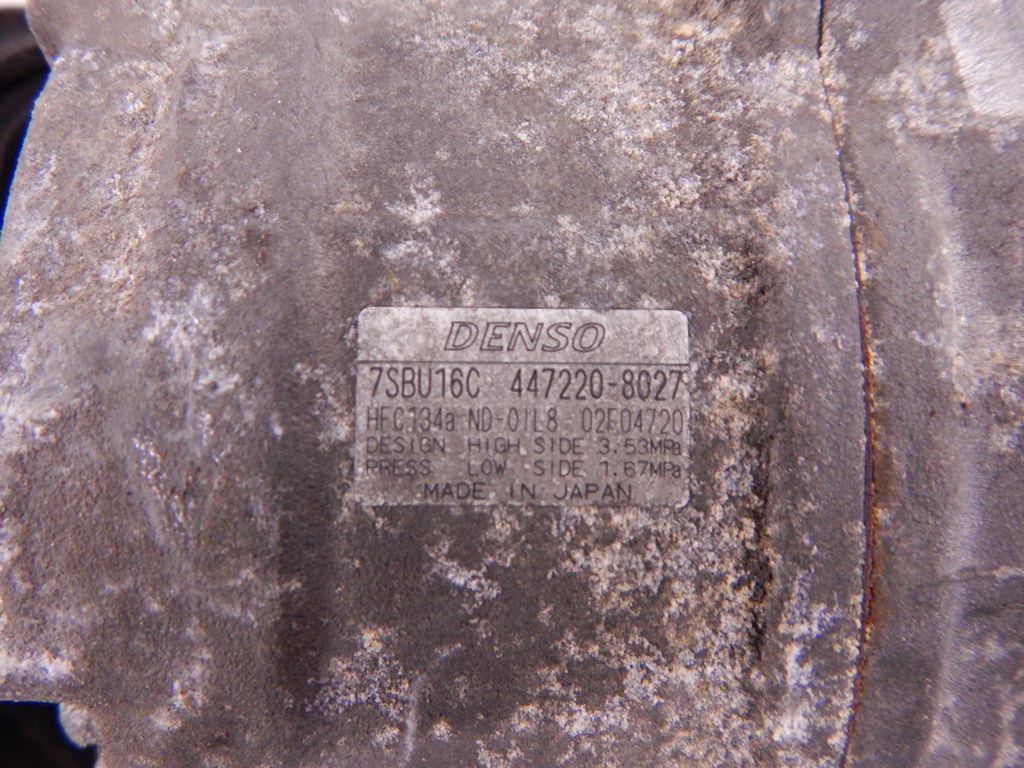 DENSO
7SBU16C 447220-8027
HFC134a ND-OIL8 02F04720
DESIGN HIGH SIDE 3.53MPa
PRESS LOW SIDE 1.67MPa
MADE IN JAPAN